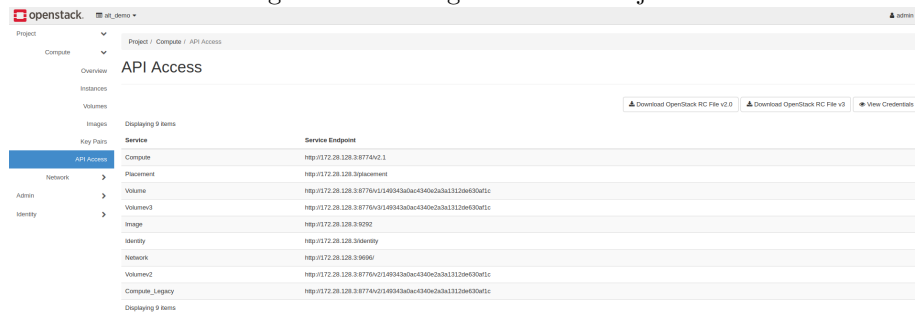 openstack. alt_demo admin
Project
Compute
Overview
Instances
Volumes
Images
Key Pairs
API Access
Network
Admin
Identity
Project / Compute / API Access
API Access
Download OpenStack RC File v2.0 Download OpenStack RC File v3 View Credentials
Displaying 9 items
Service Service Endpoint
Compute http://172.28.128.3:8774/v2.1
Placement http://172.28.128.3/placement
Volume http://172.28.128.3:8776/v1/149343a0ac4340e2a3a1312de630af1c
Volumev3 http://172.28.128.3:8776/v3/149343a0ac4340e2a3a1312de630af1c
Image http://172.28.128.3:9292
Identity http://172.28.128.3/identity
Network http://172.28.128.3:9696/
Volumev2 http://172.28.128.3:8776/v2/149343a0ac4340e2a3a1312de630af1c
Compute_Legacy http://172.28.128.3:8774/v2/149343a0ac4340e2a3a1312de630af1c
Displaying 9 items